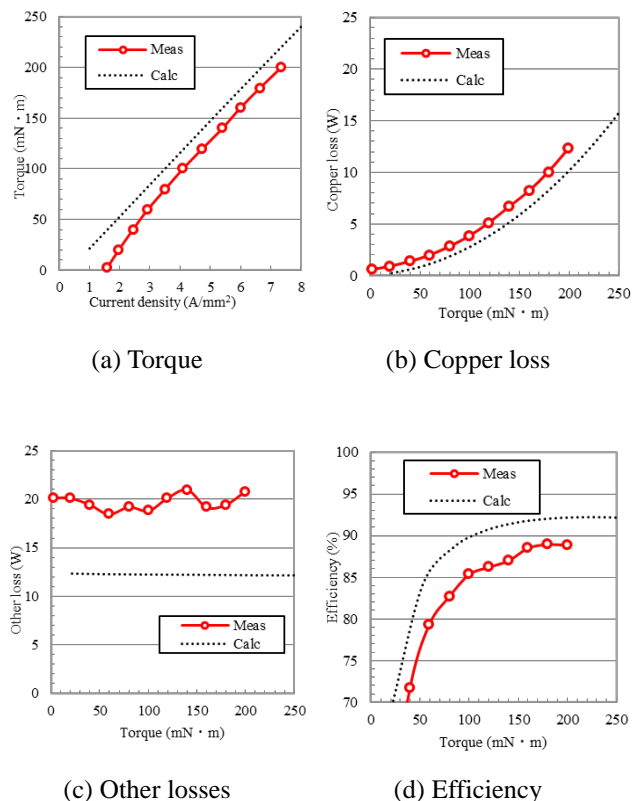 250
200
150
100
50
0
Torque (mN・m)
Meas
Calc
0 1 2 3 4 5 6 7 8
Current density (A/mm²)
(a) Torque
25
20
15
10
5
0
Copper loss (W)
Meas
Calc
0 50 100 150 200 250
Torque (mN・m)
(b) Copper loss
25
20
15
10
5
0
Other loss (W)
Meas
Calc
0 50 100 150 200 250
Torque (mN・m)
(c) Other losses
100
95
90
85
80
75
70
Efficiency (%)
Meas
Calc
0 50 100 150 200 250
Torque (mN・m)
(d) Efficiency